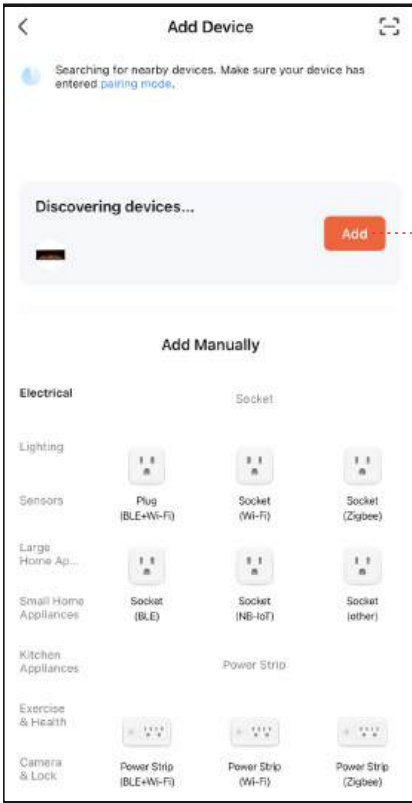 Add Device
Searching for nearby devices. Make sure your device has
entered pairing mode.
Discovering devices...
Add
Add Manually
Electrical
Socket
Lighting
Sensors
Plug
(BLE+Wi-Fi)
Socket
(Wi-Fi)
Socket
(Zigbee)
Large
Home Ap...
Small Home
Appliances
Socket
(BLE)
Socket
(NB-IoT)
Socket
(other)
Kitchen
Appliances
Power Strip
Exercise
& Health
Camera
& Lock
Power Strip
(BLE+Wi-Fi)
Power Strip
(Wi-Fi)
Power Strip
(Zigbee)